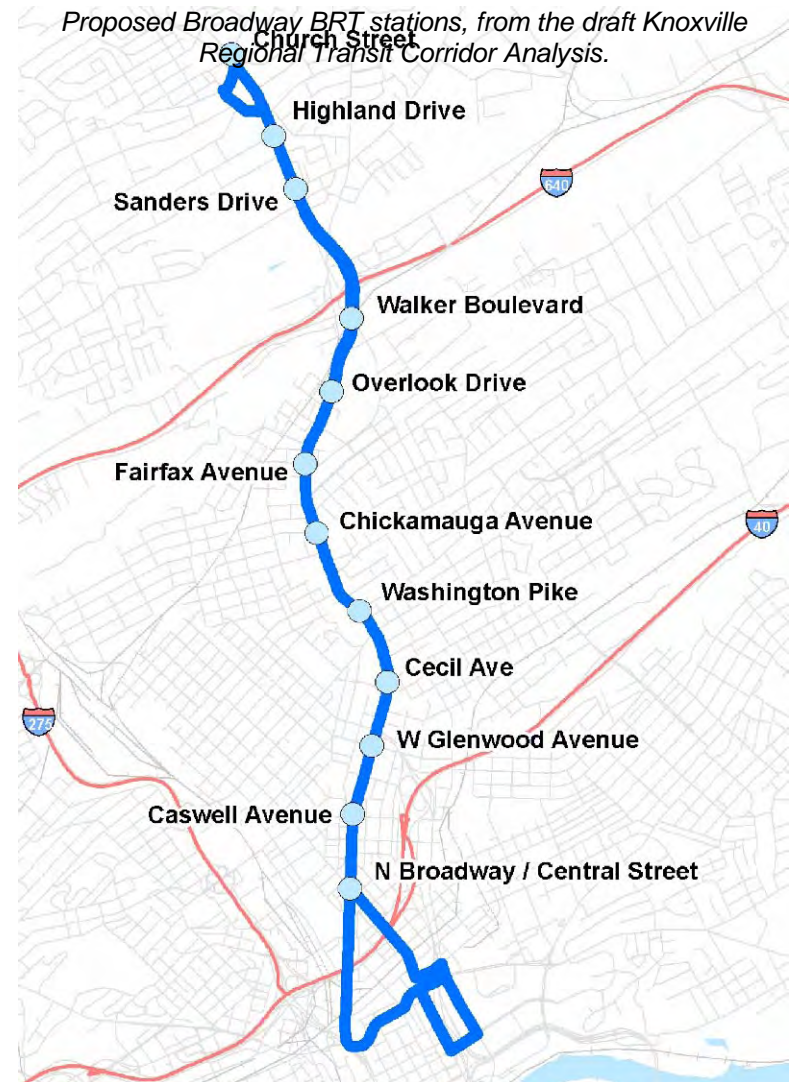 Proposed Broadway BRT stations, from the draft Knoxville
Regional Transit Corridor Analysis.
Church Street
Highland Drive
640
Sanders Drive
Walker Boulevard
Overlook Drive
Fairfax Avenue
Chickamauga Avenue
40
Washington Pike
Cecil Ave
275
W Glenwood Avenue
Caswell Avenue
N Broadway / Central Street